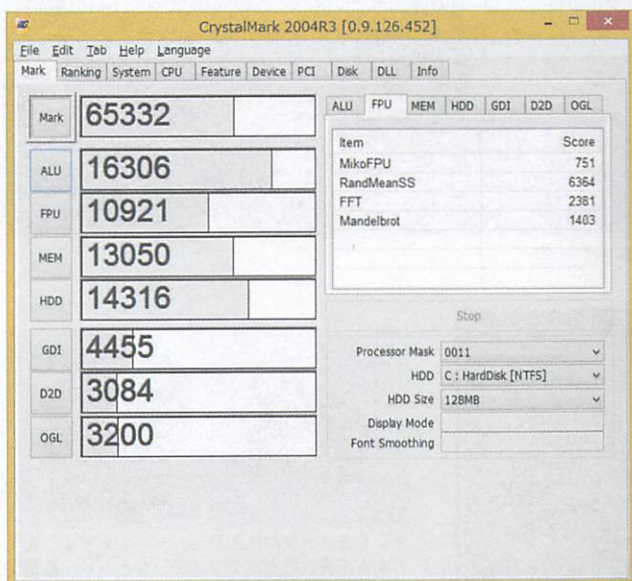 CrystalMark 2004R3 [0.9.126.452]
File Edit Tab Help Language
Mark Ranking System CPU Feature Device PCI Disk DLL Info
Mark 65332
ALU 16306
FPU 10921
MEM 13050
HDD 14316
GDI 4455
D2D 3084
OGL 3200
ALU FPU MEM HDD GDI D2D OGL
Item Score
MikoFPU 751
RandMeanSS 6364
FFT 2381
Mandelbrot 1403
Stop
Processor Mask 0011
HDD C : HardDisk [NTFS]
HDD Size 128MB
Display Mode
Font Smoothing